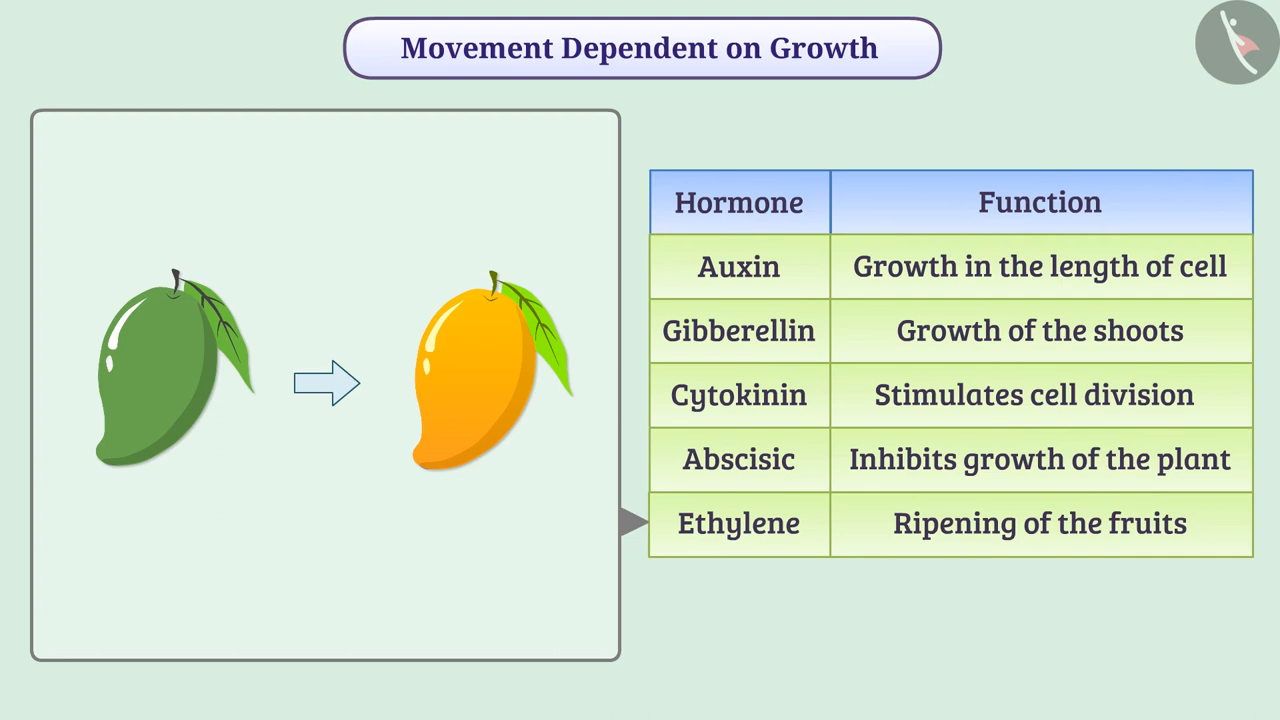 Movement Dependent on Growth
Hormone Function
Auxin Growth in the length of cell
Gibberellin Growth of the shoots
Cytokinin Stimulates cell division
Abscisic Inhibits growth of the plant
Ethylene Ripening of the fruits